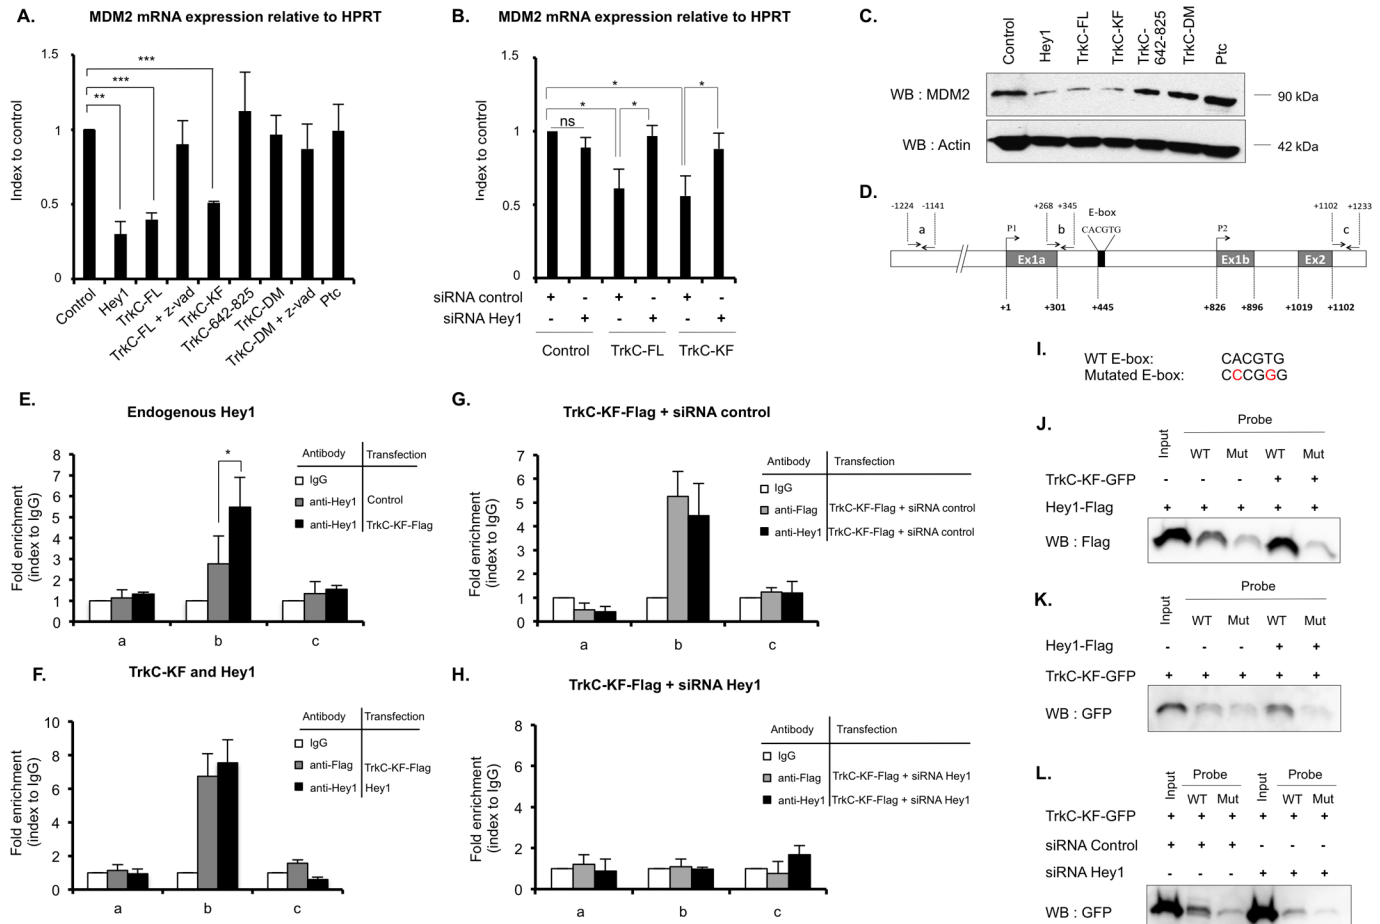 A.
MDM2 mRNA expression relative to HPRT
Index to control
1.5
1
0.5
0
***
***
**
Control
Hey1
TrkC-FL
TrkC-FL + z-vad
TrkC-KF
TrkC-642-825
TrkC-DM
TrkC-DM + z-vad
Ptc
B.
MDM2 mRNA expression relative to HPRT
Index to control
1.5
1.0
0.5
0.0
* *
* *
ns
siRNA control + - + - + -
siRNA Hey1 - + - + - +
Control TrkC-FL TrkC-KF
C.
Control
Hey1
TrkC-FL
TrkC-KF
TrkC-
642-825
TrkC-DM
Ptc
WB : MDM2
90 kDa
WB : Actin
42 kDa
D.
-1224 -1141 +268 +345 E-box +1102 +1233
a P1 b CACGTG P2 c
Ex1a Ex1b Ex2
+1 +301 +445 +826 +896 +1019 +1102
E.
Endogenous Hey1
Fold enrichment
(index to IgG)
8
7
6
5
4
3
2
1
0
*
Antibody Transfection
IgG
anti-Hey1 Control
anti-Hey1 TrkC-KF-Flag
a b c
F.
TrkC-KF and Hey1
Fold enrichment
(index to IgG)
10
8
6
4
2
0
Antibody Transfection
IgG
anti-Flag TrkC-KF-Flag
anti-Hey1 Hey1
a b c
G.
TrkC-KF-Flag + siRNA control
Fold enrichment
(index to IgG)
7
6
5
4
3
2
1
0
Antibody Transfection
IgG
anti-Flag TrkC-KF-Flag + siRNA control
anti-Hey1 TrkC-KF-Flag + siRNA control
a b c
H.
TrkC-KF-Flag + siRNA Hey1
Fold enrichment
(index to IgG)
8
6
4
2
0
Antibody Transfection
IgG
anti-Flag TrkC-KF-Flag + siRNA Hey1
anti-Hey1 TrkC-KF-Flag + siRNA Hey1
a b c
I.
WT E-box: CACGTG
Mutated E-box: CCCGGG
J.
Probe
Input WT Mut WT Mut
TrkC-KF-GFP - - - + +
Hey1-Flag + + + + +
WB : Flag
K.
Probe
Input WT Mut WT Mut
Hey1-Flag - - - + +
TrkC-KF-GFP + + + + +
WB : GFP
L.
Probe Probe
Input WT Mut Input WT Mut
TrkC-KF-GFP + + + + + +
siRNA Control + + + - - -
siRNA Hey1 - - - + + +
WB : GFP